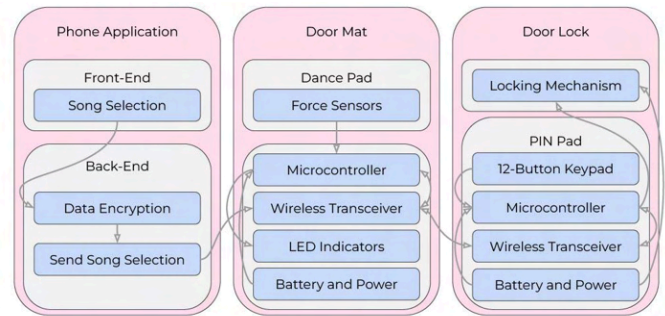 Phone Application
Front-End
Song Selection
Back-End
Data Encryption
Send Song Selection
Door Mat
Dance Pad
Force Sensors
Microcontroller
Wireless Transceiver
LED Indicators
Battery and Power
Door Lock
Locking Mechanism
PIN Pad
12-Button Keypad
Microcontroller
Wireless Transceiver
Battery and Power